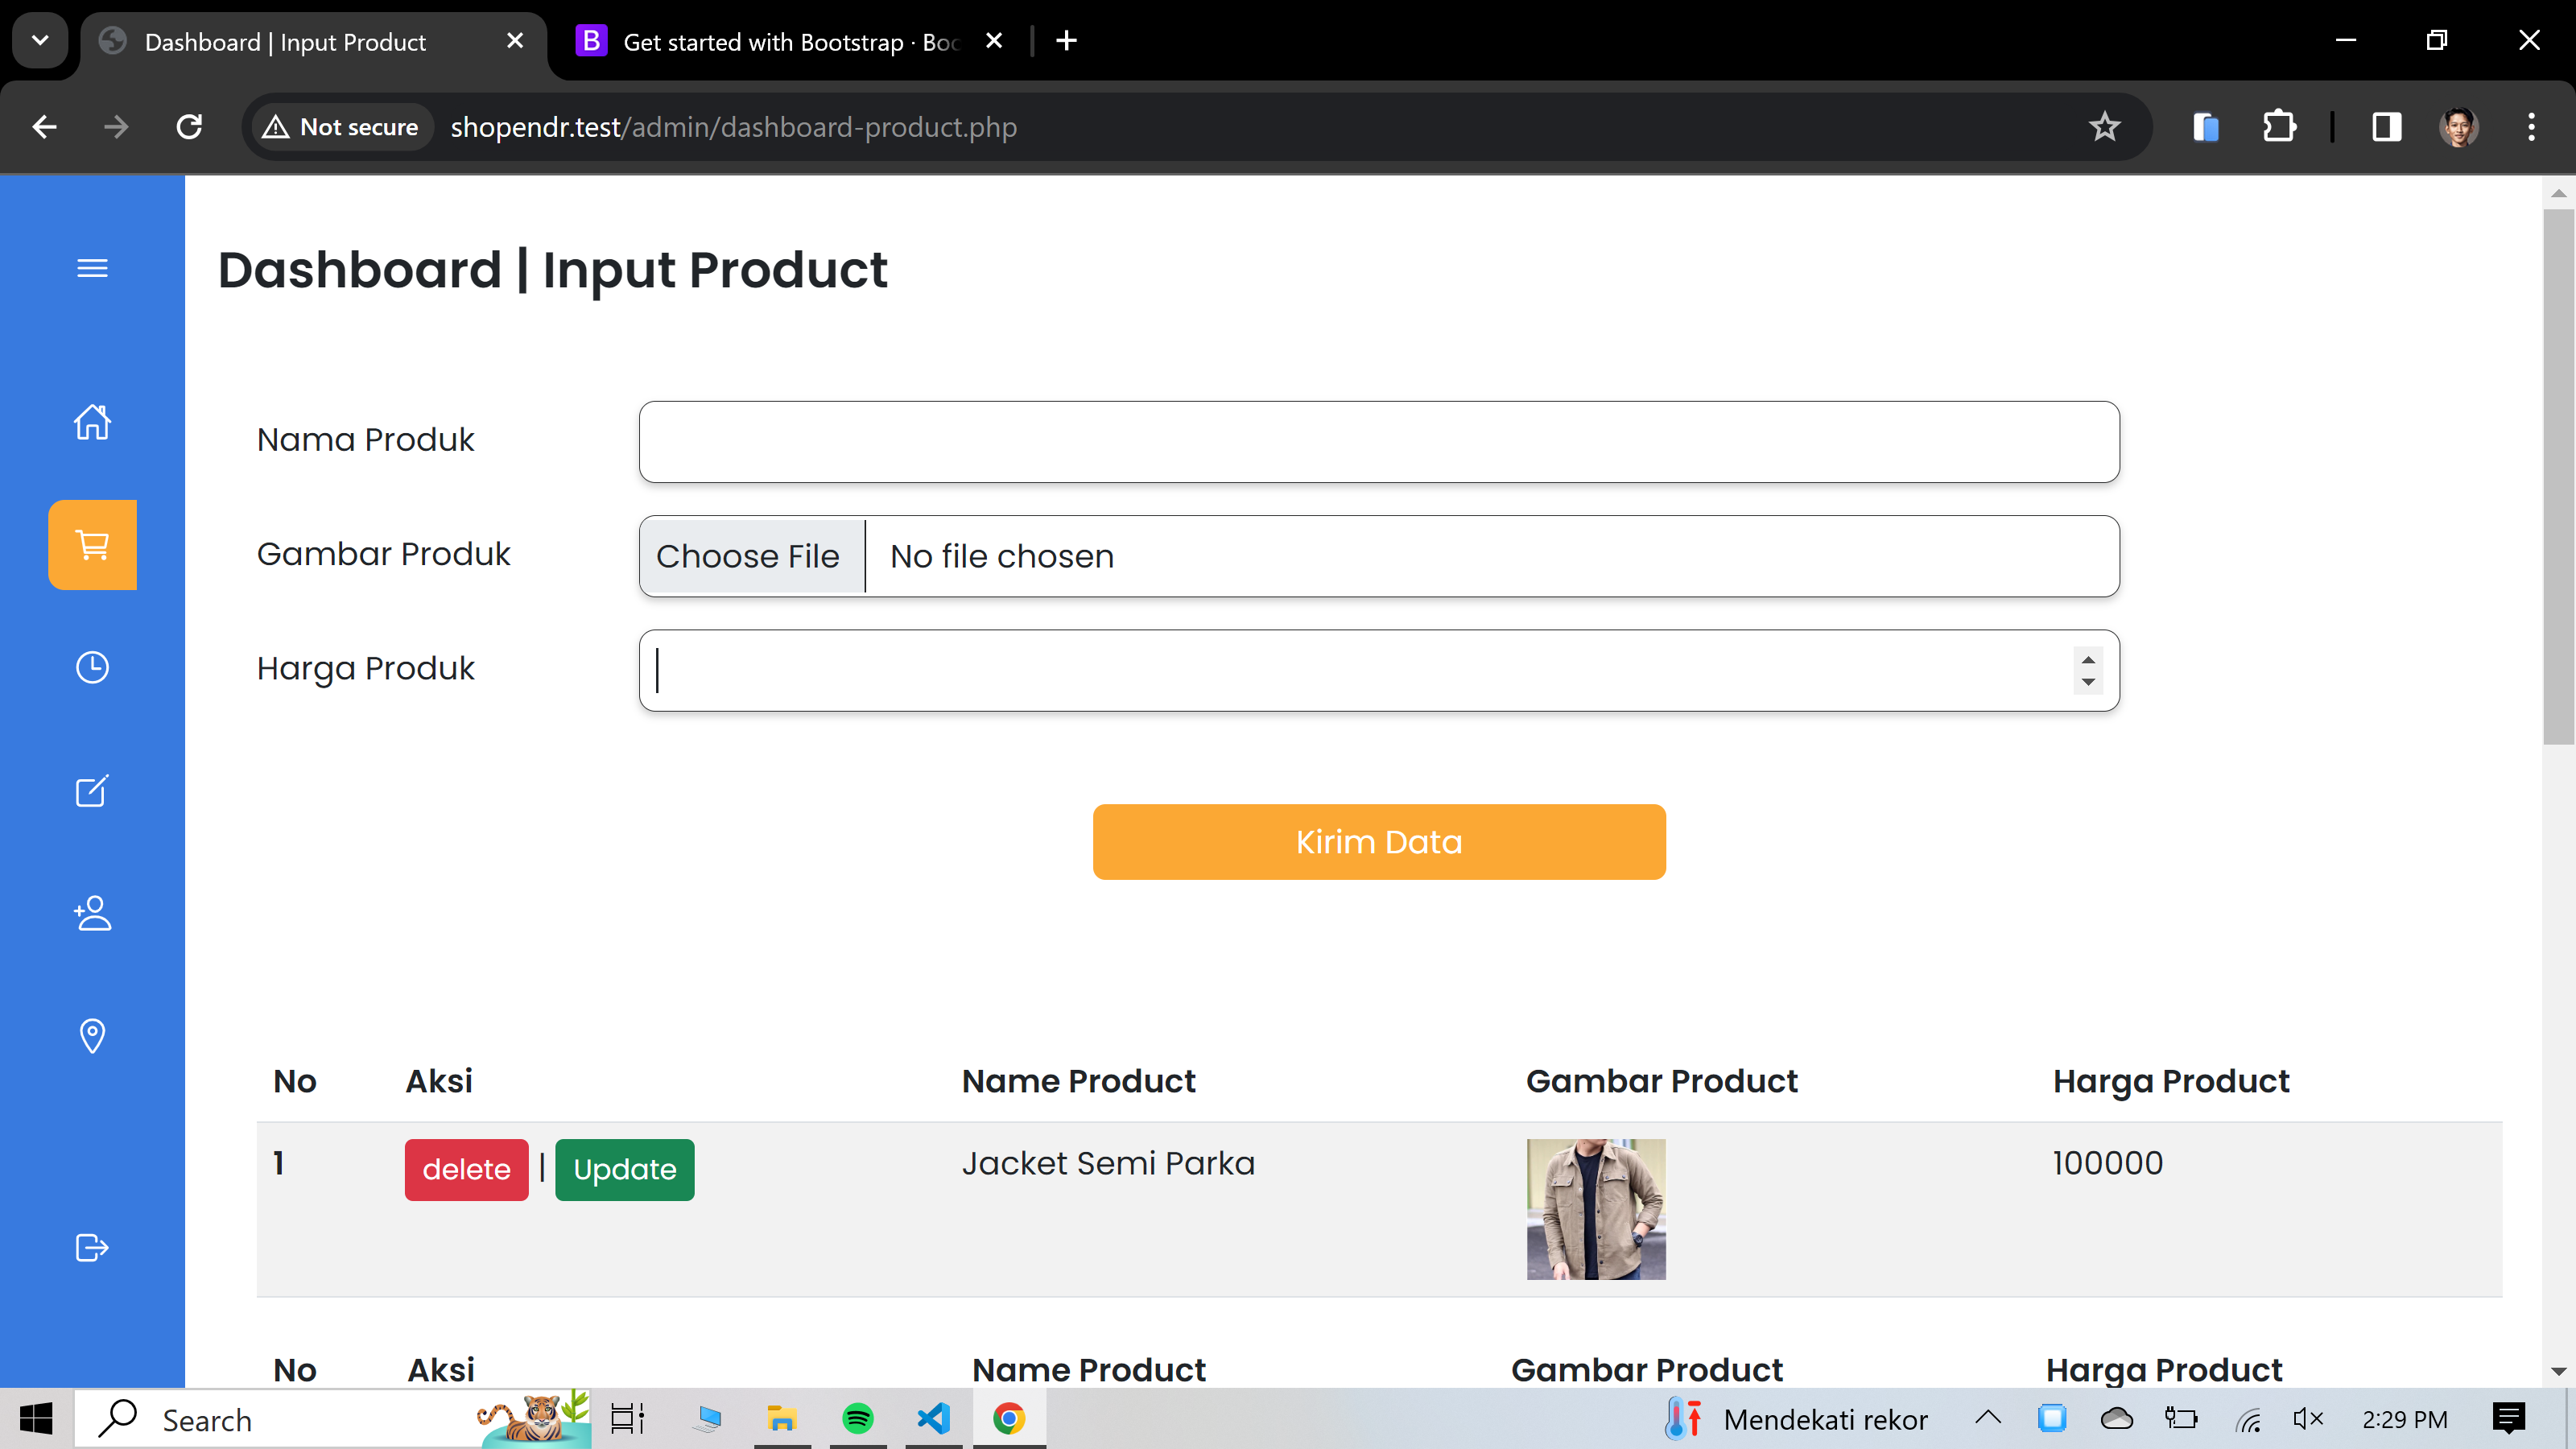 Dashboard | Input Product
Get started with Bootstrap · Boo
Not secure
shopendr.test/admin/dashboard-product.php
Dashboard | Input Product
Nama Produk
Gambar Produk
Choose File No file chosen
Harga Produk
Kirim Data
No Aksi Name Product Gambar Product Harga Product
1 delete | Update Jacket Semi Parka 100000
No Aksi Name Product Gambar Product Harga Product
Search
Mendekati rekor
2:29 PM